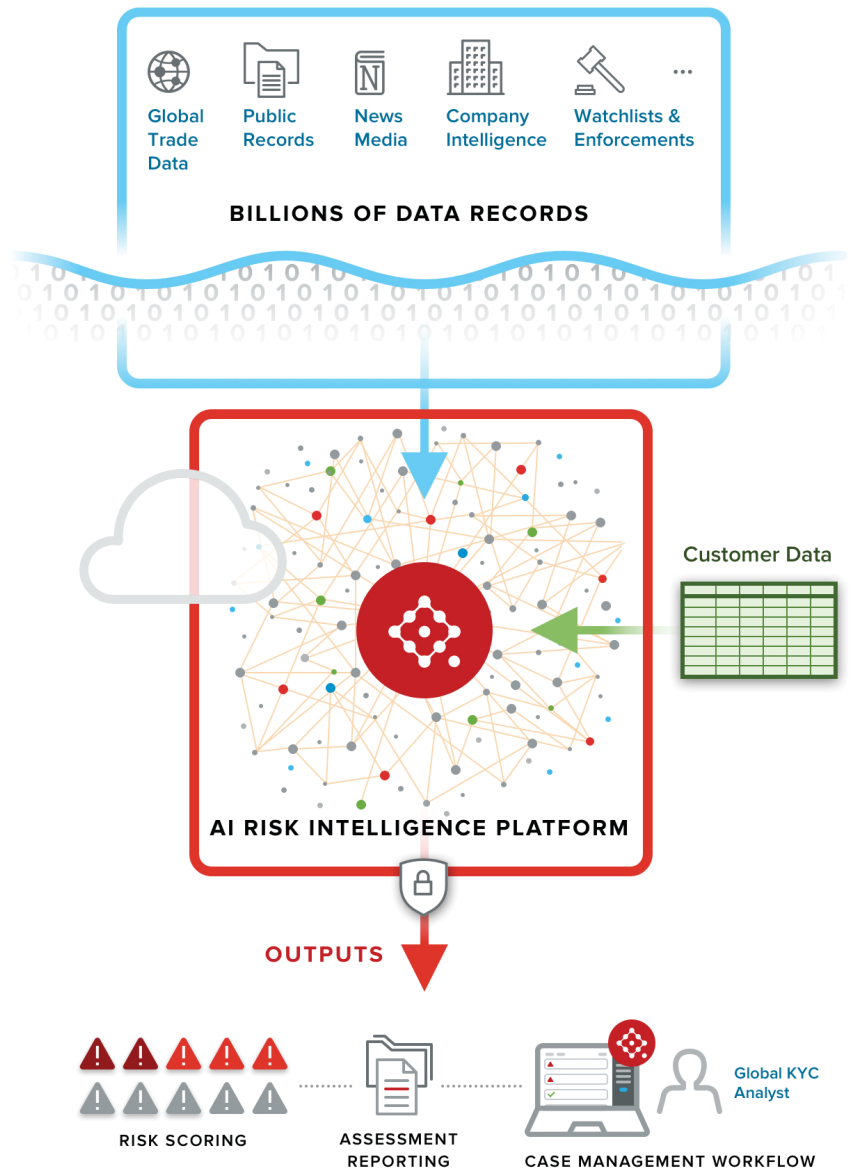 Global
Trade
Data
Public
Records
N
News
Media
Company
Intelligence
Watchlists &
Enforcements
...
BILLIONS OF DATA RECORDS
Customer Data
AI RISK INTELLIGENCE PLATFORM
OUTPUTS
RISK SCORING
ASSESSMENT
REPORTING
Global KYC
Analyst
CASE MANAGEMENT WORKFLOW